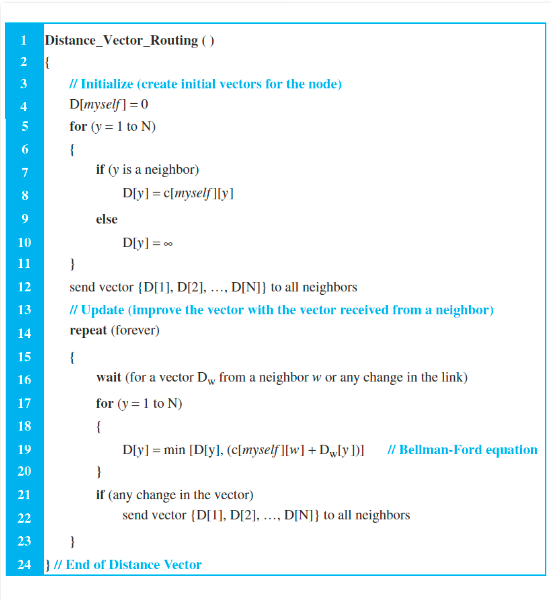 1 Distance_Vector_Routing ( )
2 {
3 // Initialize (create initial vectors for the node)
4 D[myself] = 0
5 for (y = 1 to N)
6 {
7 if (y is a neighbor)
8 D[y] = c[myself][y]
9 else
10 D[y] = ∞
11 }
12 send vector {D[1], D[2], …, D[N]} to all neighbors
13 // Update (improve the vector with the vector received from a neighbor)
14 repeat (forever)
15 {
16 wait (for a vector Dw from a neighbor w or any change in the link)
17 for (y = 1 to N)
18 {
19 D[y] = min [D[y], (c[myself][w] + Dw[y])] // Bellman-Ford equation
20 }
21 if (any change in the vector)
22 send vector {D[1], D[2], …, D[N]} to all neighbors
23 }
24 } // End of Distance Vector